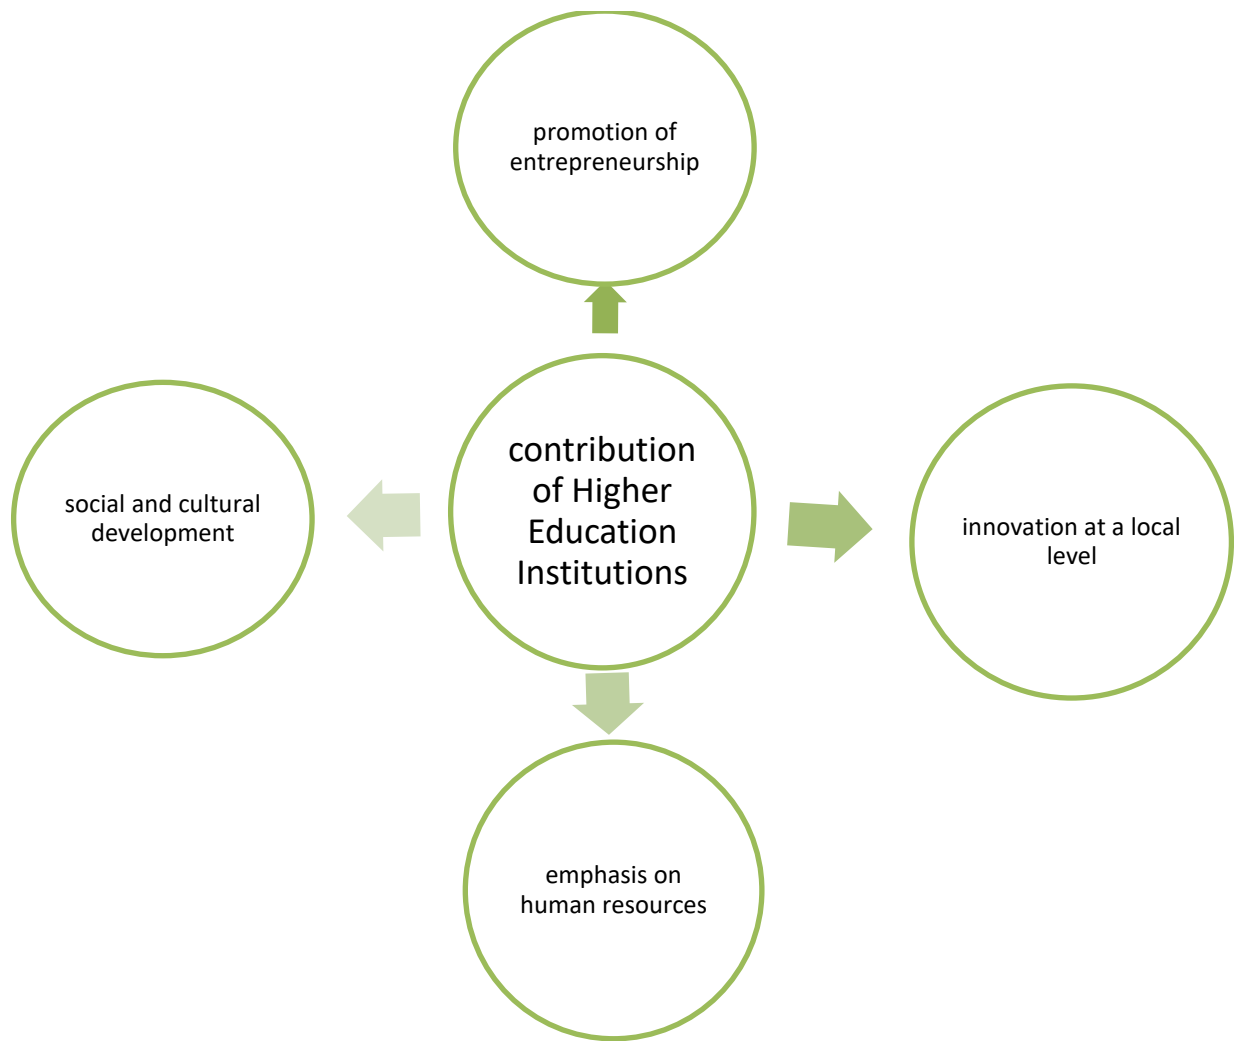 promotion of
entrepreneurship
contribution
of Higher
Education
Institutions
social and cultural
development
innovation at a local
level
emphasis on
human resources